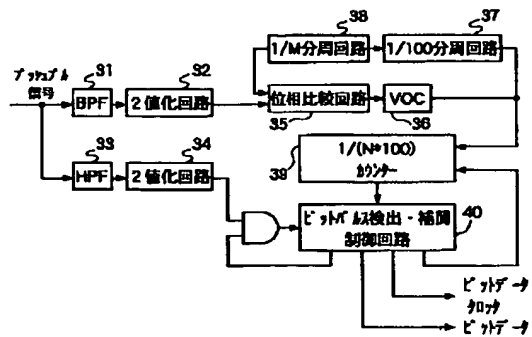 38
37
1/M分周回路
1/100分周回路
プッシュプル
信号
31
32
BPF
2値化回路
位相比較回路
VOC
35
36
33
34
HPF
2値化回路
1/(N*100)
カウンター
39
ピットパルス検出・補間
制御回路
40
ピットデータ
クロック
ピットデータ